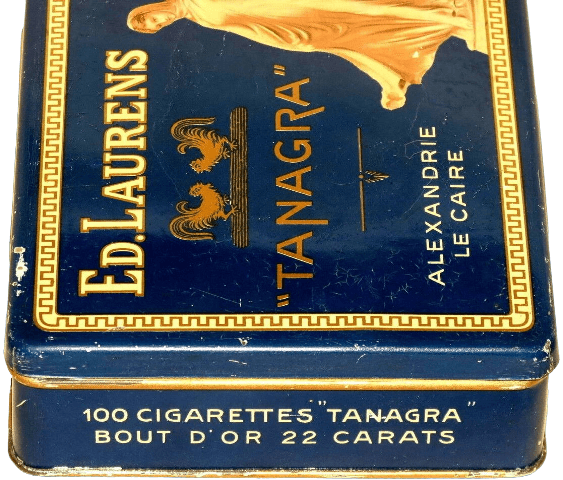 ED. LAURENS
"TANAGRA"
ALEXANDRIE
LE CAIRE
100 CIGARETTES "TANAGRA"
BOUT D'OR 22 CARATS